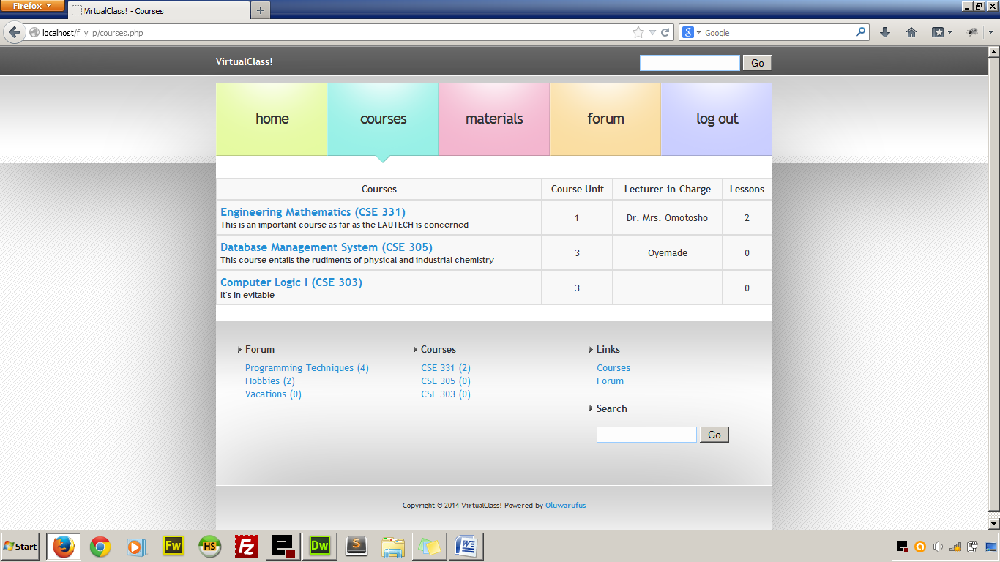 Firefox
VirtualClass! - Courses
localhost/f_y_p/courses.php
Google
VirtualClass!
Go
home
courses
materials
forum
log out
Courses Course Unit Lecturer-in-Charge Lessons
Engineering Mathematics (CSE 331)
This is an important course as far as the LAUTECH is concerned
1 Dr. Mrs. Omotosho 2
Database Management System (CSE 305)
This course entails the rudiments of physical and industrial chemistry
3 Oyemade 0
Computer Logic I (CSE 303)
It's in evitable
3 0
Forum
Programming Techniques (4)
Hobbies (2)
Vacations (0)
Courses
CSE 331 (2)
CSE 305 (0)
CSE 303 (0)
Links
Courses
Forum
Search
Go
Copyright © 2014 VirtualClass! Powered by Oluwarufus
Start
Fw
HS
Fz
Dw
S
W